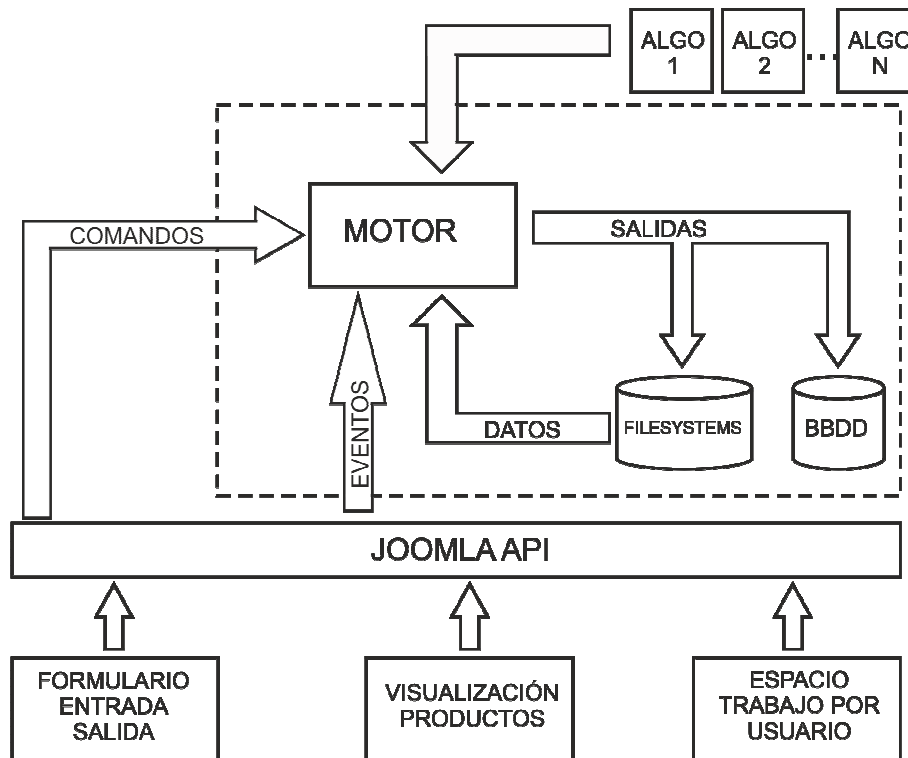 ALGO
1
ALGO
2
...
ALGO
N
COMANDOS
MOTOR
SALIDAS
EVENTOS
DATOS
FILESYSTEMS
BBDD
JOOMLA API
FORMULARIO
ENTRADA
SALIDA
VISUALIZACIÓN
PRODUCTOS
ESPACIO
TRABAJO POR
USUARIO